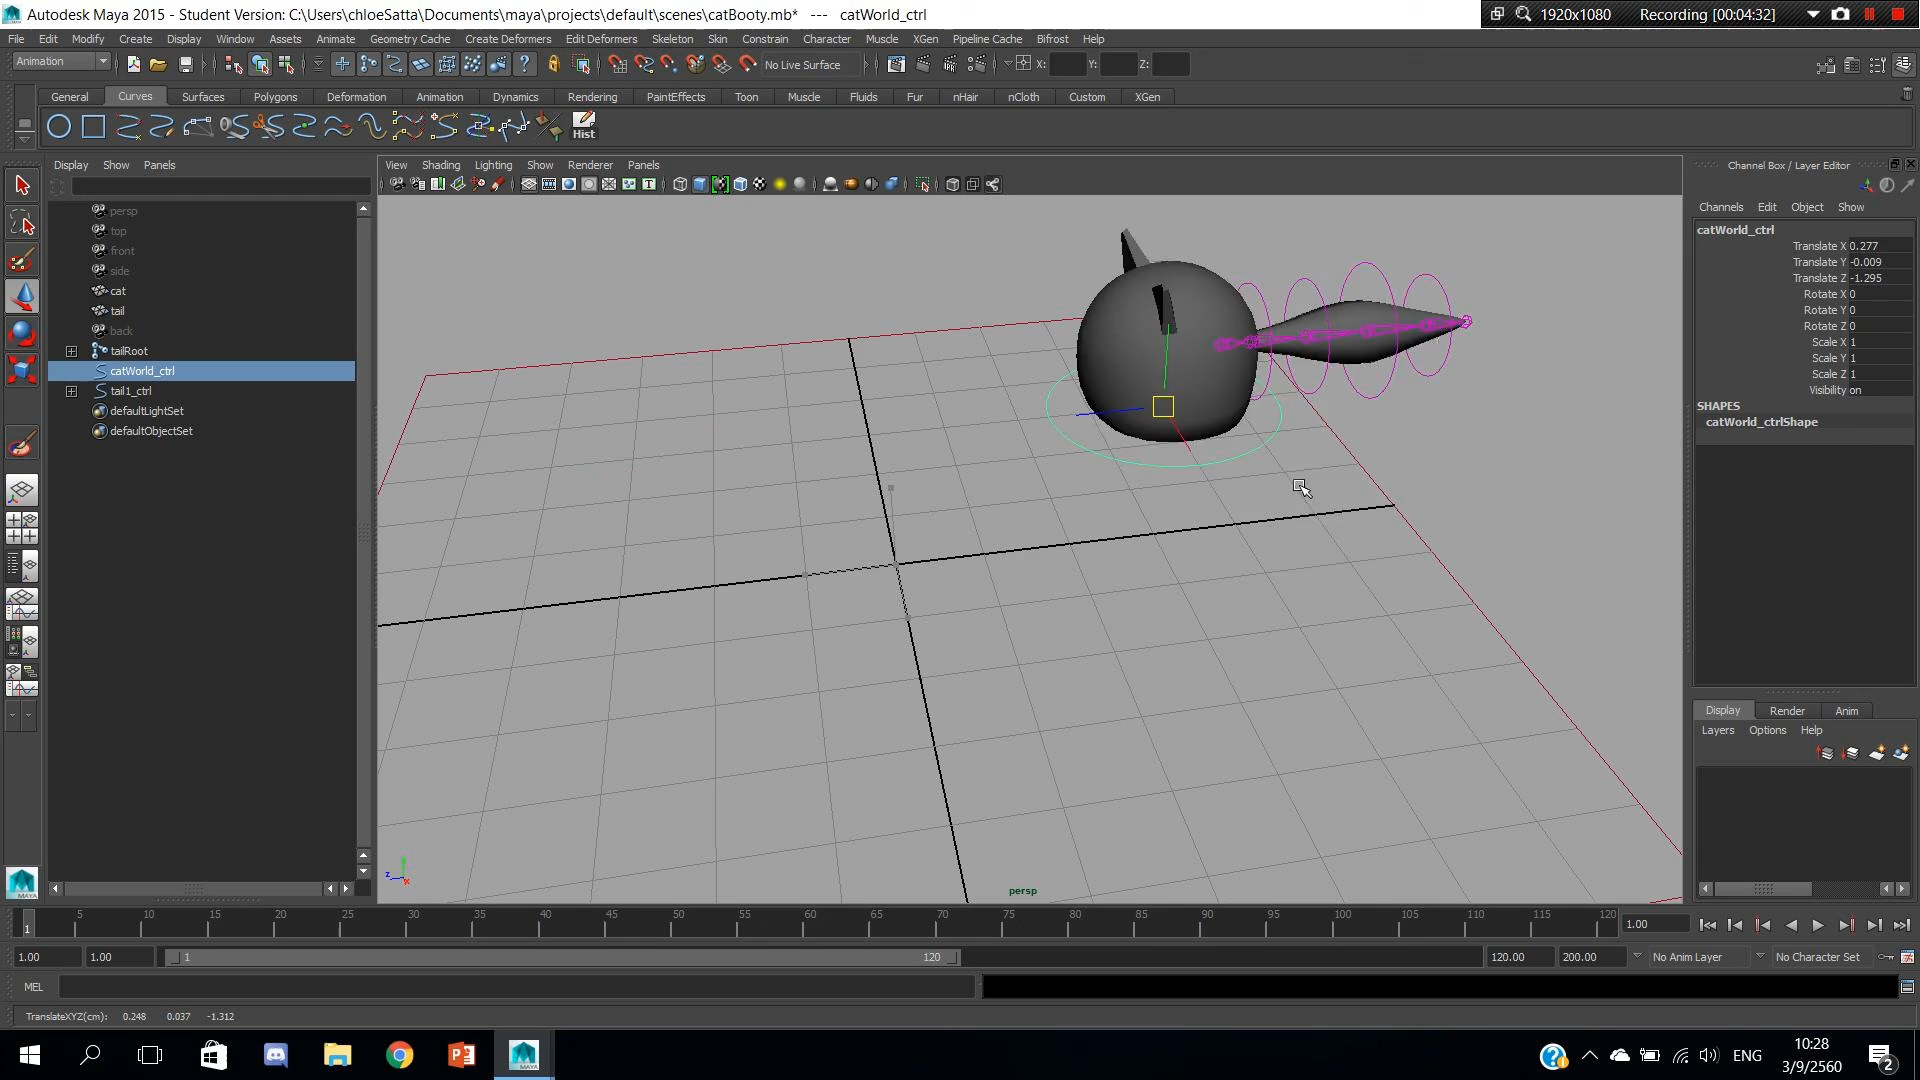 Autodesk Maya 2015 - Student Version: C:\Users\chloeSatta\Documents\maya\projects\default\scenes\catBooty.mb* --- catWorld_ctrl
1920x1080 Recording [00:04:32]
File Edit Modify Create Display Window Assets Animate Geometry Cache Create Deformers Edit Deformers Skeleton Skin Constrain Character Muscle XGen Pipeline Cache Bifrost Help
Animation No Live Surface X: Y: Z:
General Curves Surfaces Polygons Deformation Animation Dynamics Rendering PaintEffects Toon Muscle Fluids Fur nHair nCloth Custom XGen
Hist
Display Show Panels
View Shading Lighting Show Renderer Panels
Channel Box / Layer Editor
Channels Edit Object Show
persp
top
front
side
cat
tail
back
tailRoot
catWorld_ctrl
tail1_ctrl
defaultLightSet
defaultObjectSet
catWorld_ctrl
Translate X 0.277
Translate Y -0.009
Translate Z -1.295
Rotate X 0
Rotate Y 0
Rotate Z 0
Scale X 1
Scale Y 1
Scale Z 1
Visibility on
SHAPES
catWorld_ctrlShape
Display Render Anim
Layers Options Help
z x
persp
1 5 10 15 20 25 30 35 40 45 50 55 60 65 70 75 80 85 90 95 100 105 110 115 120 1.00
1.00 1.00 1 120 120.00 200.00 No Anim Layer No Character Set
MEL
TranslateXYZ(cm): 0.248 0.037 -1.312
MAYA
ENG
10:28
3/9/2560
2